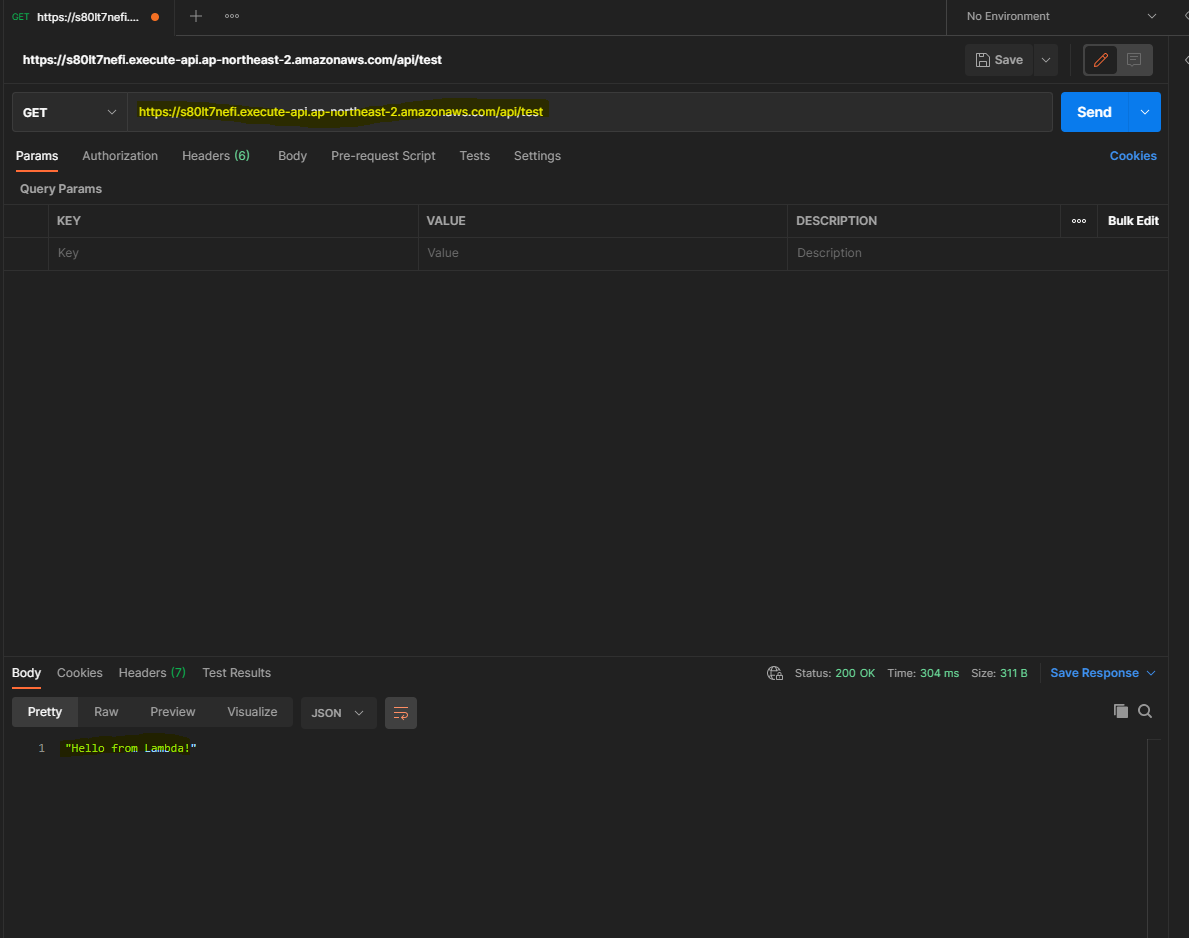 GET https://s80lt7nefi.... No Environment
https://s80lt7nefi.execute-api.ap-northeast-2.amazonaws.com/api/test Save
GET https://s80lt7nefi.execute-api.ap-northeast-2.amazonaws.com/api/test Send
Params Authorization Headers (6) Body Pre-request Script Tests Settings Cookies
Query Params
KEY VALUE DESCRIPTION Bulk Edit
Key Value Description
Body Cookies Headers (7) Test Results Status: 200 OK Time: 304 ms Size: 311 B Save Response
Pretty Raw Preview Visualize JSON
1 "Hello from Lambda!"